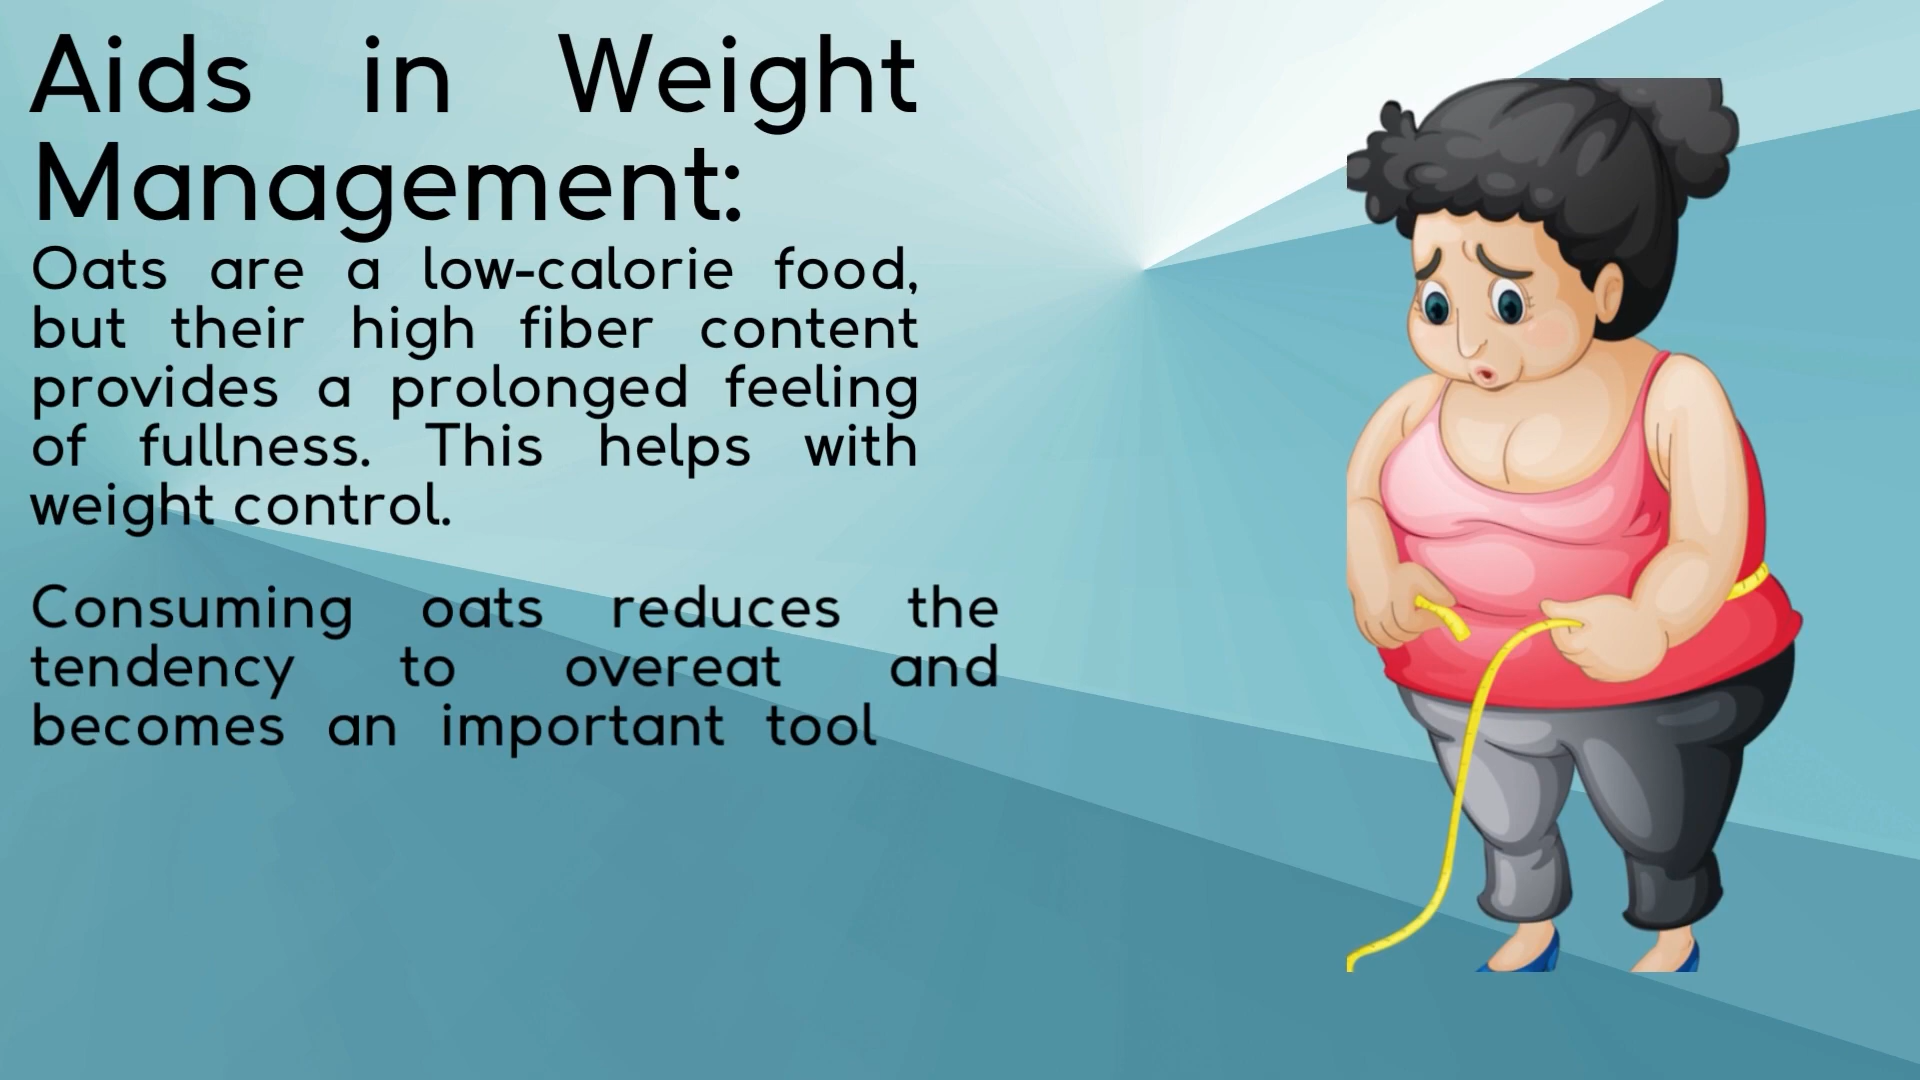 Aids in Weight
Management:
Oats are a low-calorie food,
but their high fiber content
provides a prolonged feeling
of fullness. This helps with
weight control.
Consuming oats reduces the
tendency to overeat and
becomes an important tool